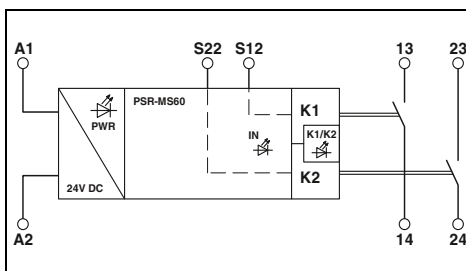 A1 S22 S12 13 23
PSR-MS60
K1
PWR
IN
K1/K2
K2
24V DC
A2 14 24